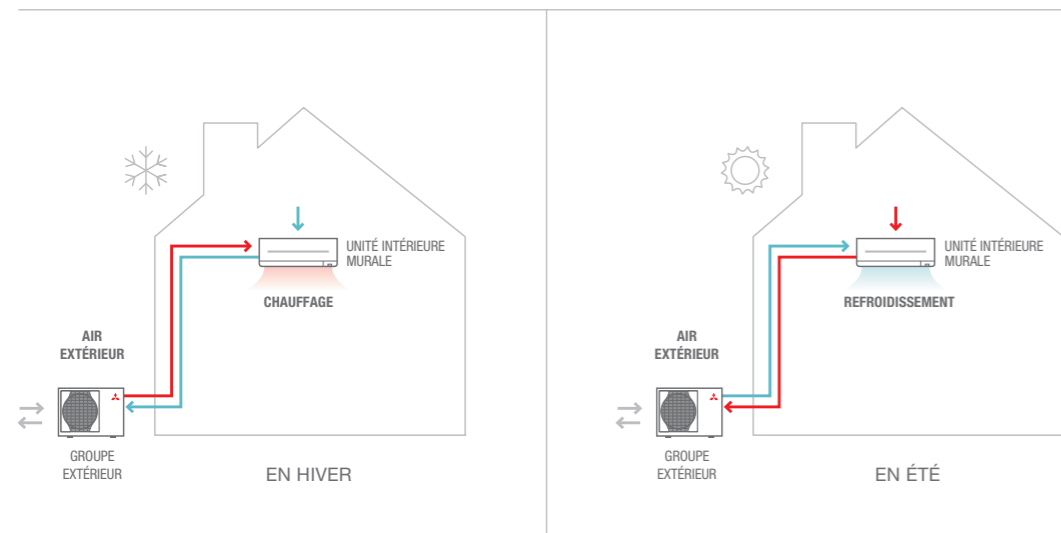 UNITÉ INTÉRIEURE
MURALE
CHAUFFAGE
AIR
EXTÉRIEUR
GROUPE
EXTÉRIEUR
EN HIVER
UNITÉ INTÉRIEURE
MURALE
REFROIDISSEMENT
AIR
EXTÉRIEUR
GROUPE
EXTÉRIEUR
EN ÉTÉ